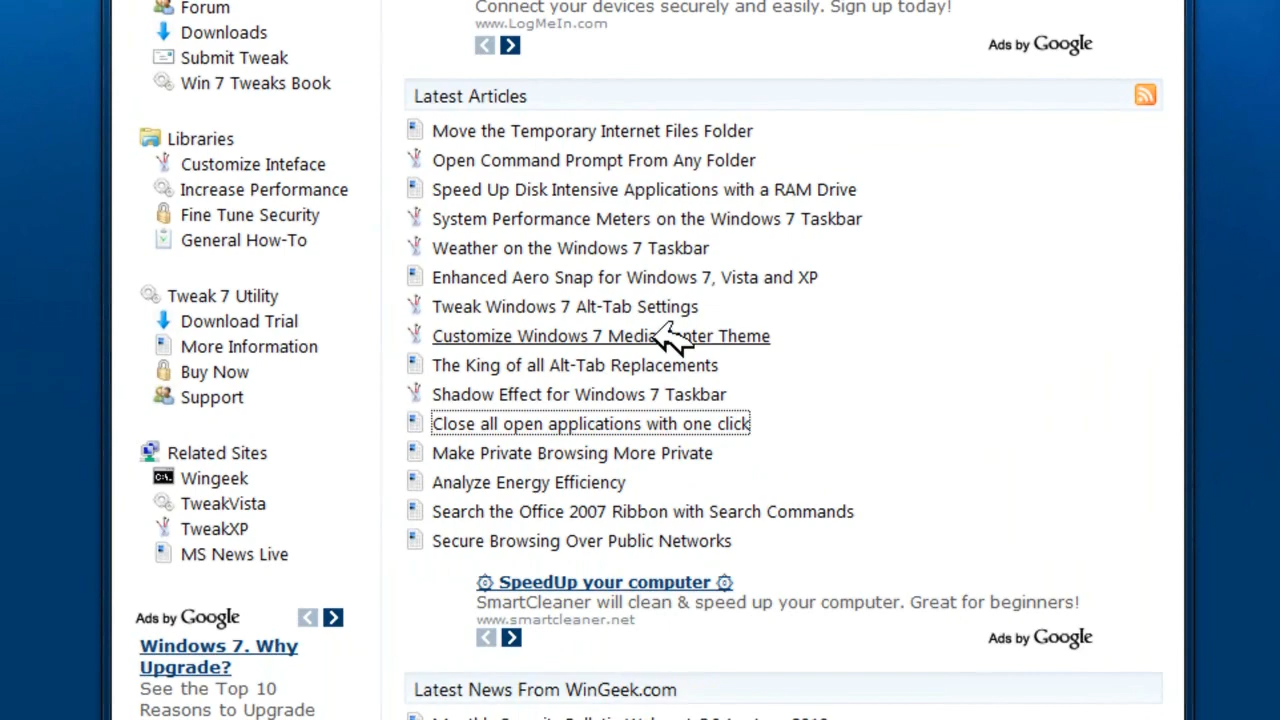 Forum
Downloads
Submit Tweak
Win 7 Tweaks Book
Libraries
Customize Inteface
Increase Performance
Fine Tune Security
General How-To
Tweak 7 Utility
Download Trial
More Information
Buy Now
Support
Related Sites
Wingeek
TweakVista
TweakXP
MS News Live
Ads by Google
Windows 7. Why
Upgrade?
See the Top 10
Reasons to Upgrade
Connect your devices securely and easily. Sign up today!
www.LogMeIn.com
Ads by Google
Latest Articles
Move the Temporary Internet Files Folder
Open Command Prompt From Any Folder
Speed Up Disk Intensive Applications with a RAM Drive
System Performance Meters on the Windows 7 Taskbar
Weather on the Windows 7 Taskbar
Enhanced Aero Snap for Windows 7, Vista and XP
Tweak Windows 7 Alt-Tab Settings
Customize Windows 7 Media Center Theme
The King of all Alt-Tab Replacements
Shadow Effect for Windows 7 Taskbar
Close all open applications with one click
Make Private Browsing More Private
Analyze Energy Efficiency
Search the Office 2007 Ribbon with Search Commands
Secure Browsing Over Public Networks
SpeedUp your computer
SmartCleaner will clean & speed up your computer. Great for beginners!
www.smartcleaner.net
Ads by Google
Latest News From WinGeek.com